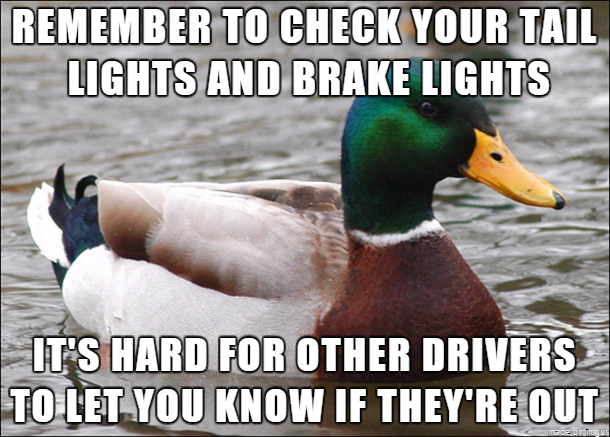 REMEMBER TO CHECK YOUR TAIL
LIGHTS AND BRAKE LIGHTS
IT'S HARD FOR OTHER DRIVERS
TO LET YOU KNOW IF THEY'RE OUT
made on imgur